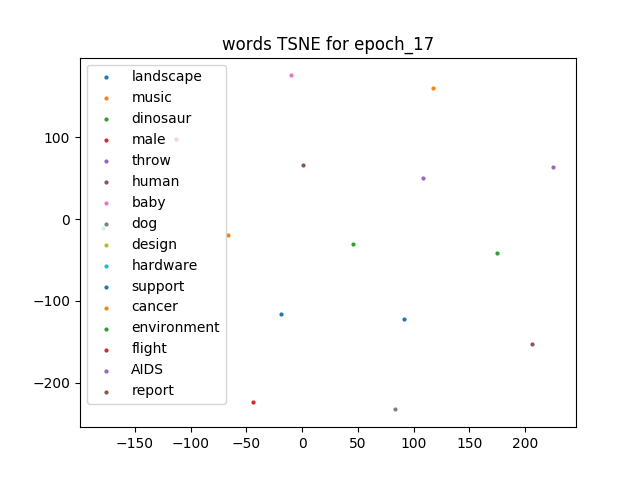 words TSNE for epoch_17
landscape
music
dinosaur
male
throw
human
baby
dog
design
hardware
support
cancer
environment
flight
AIDS
report
100
0
−100
−200
−150 −100 −50 0 50 100 150 200